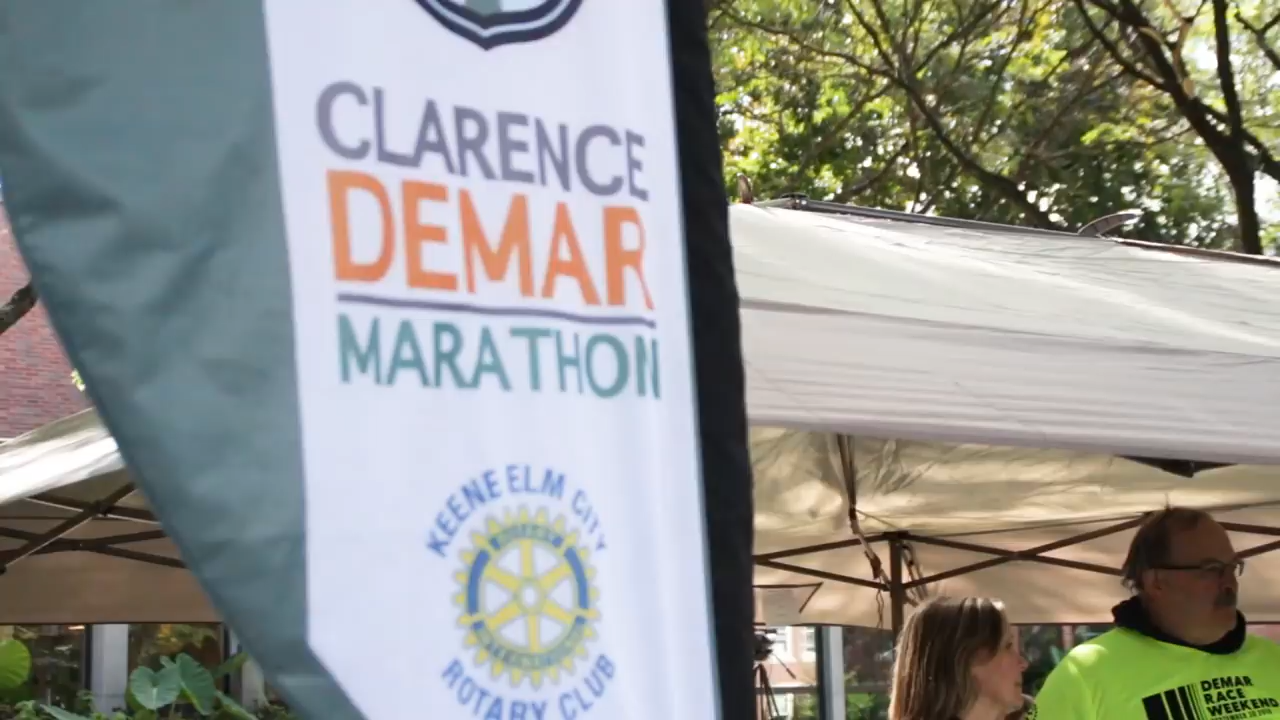 CLARENCE
DEMAR
MARATHON
KEENE ELM CITY
ROTARY CLUB
DEMAR
RACE
WEEKEND